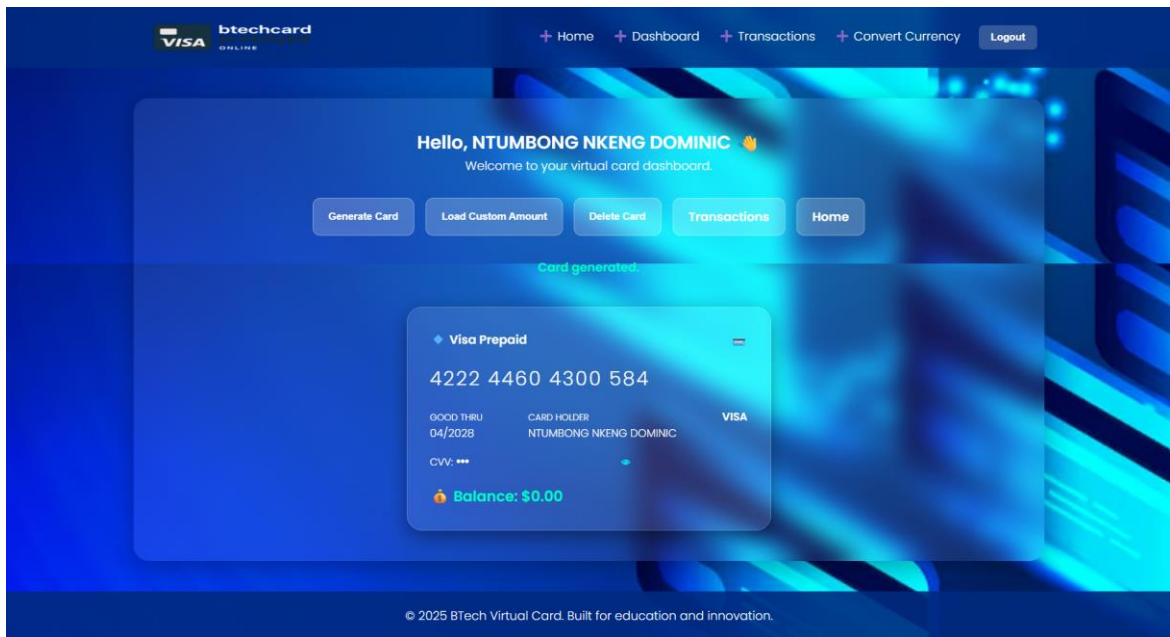 VISA btechcard
ONLINE
Home Dashboard Transactions Convert Currency Logout
Hello, NTUMBONG NKENG DOMINIC 👋
Welcome to your virtual card dashboard.
Generate Card Load Custom Amount Delete Card Transactions Home
Card generated.
Visa Prepaid
4222 4460 4300 584
GOOD THRU CARD HOLDER VISA
04/2028 NTUMBONG NKENG DOMINIC
CVV: •••
Balance: $0.00
© 2025 BTech Virtual Card. Built for education and innovation.